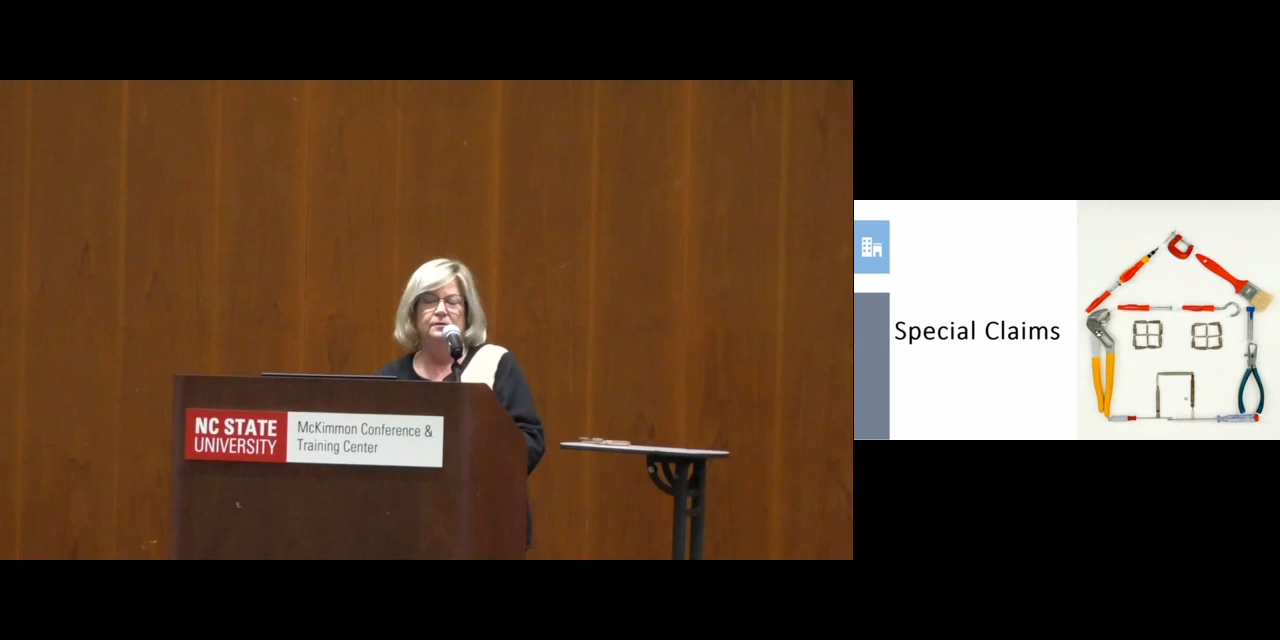 NC STATE
UNIVERSITY
McKimmon Conference &
Training Center
Special Claims